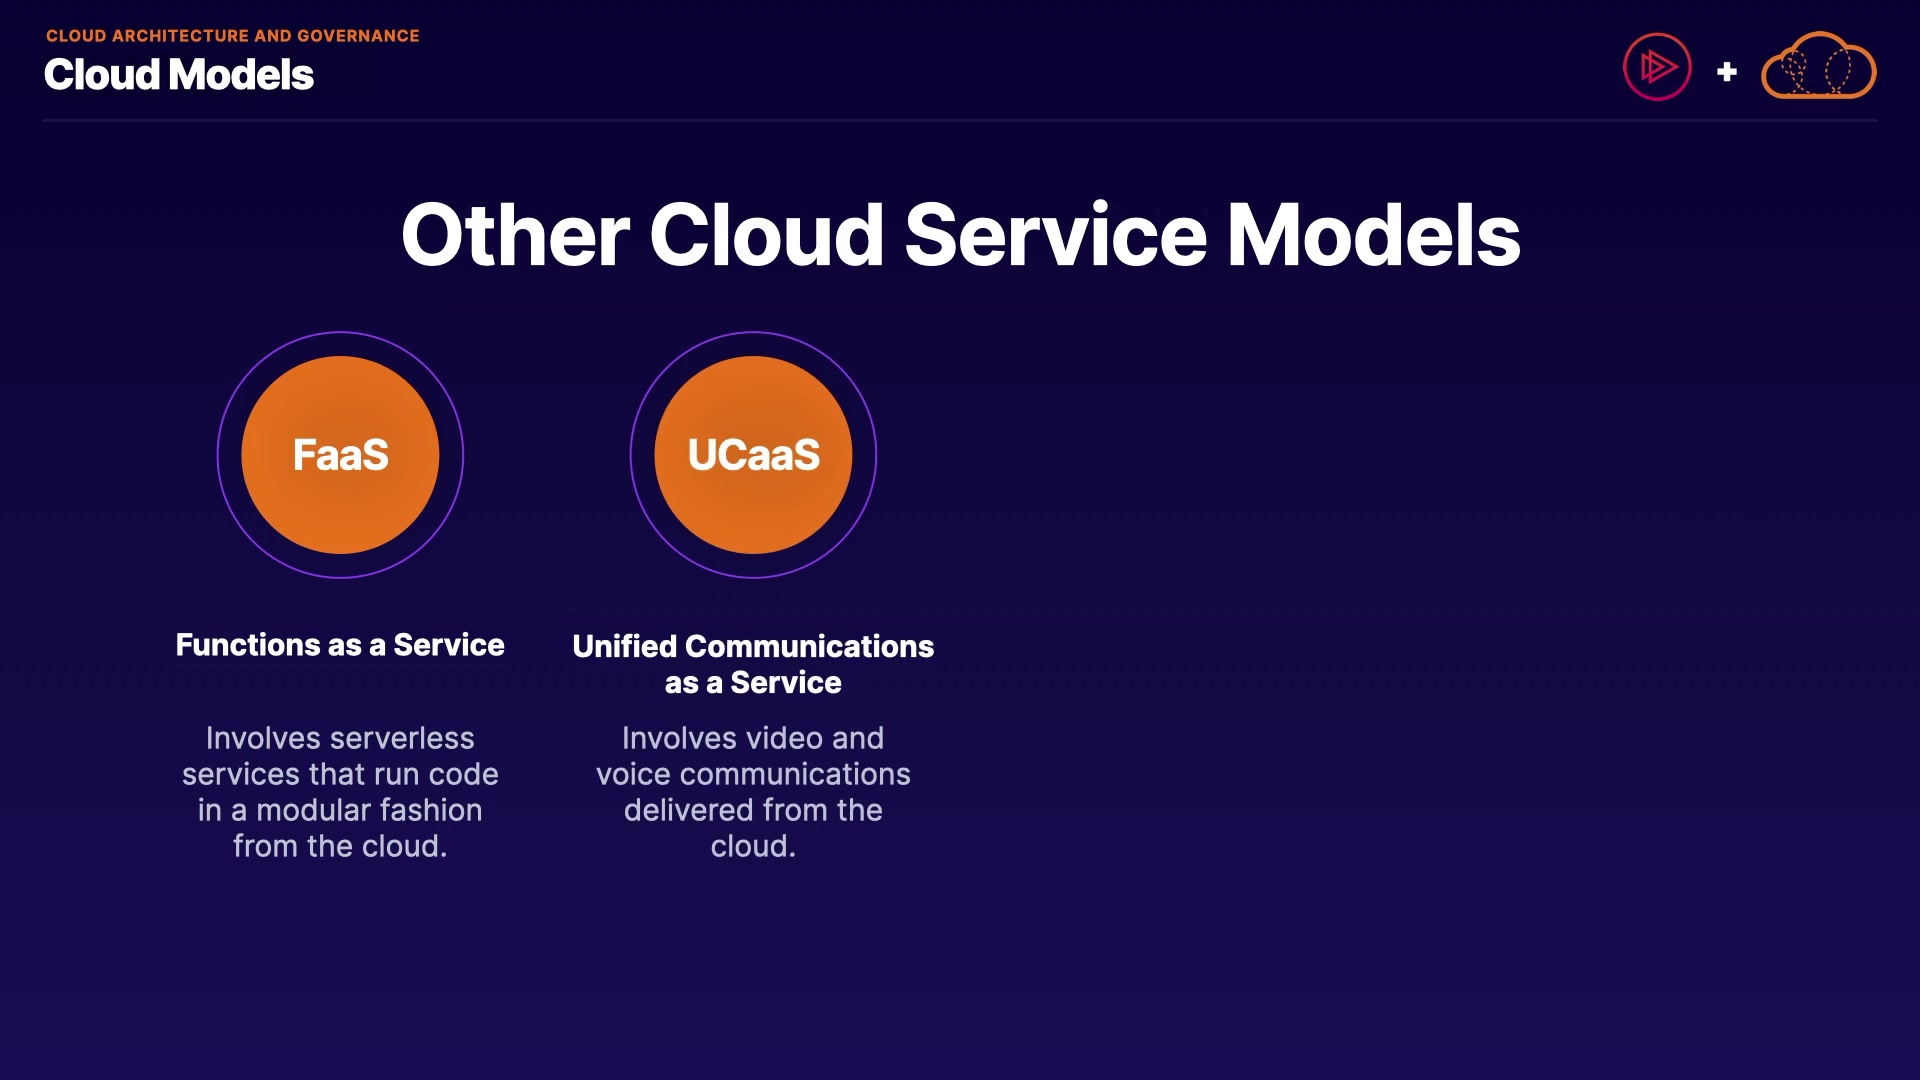 CLOUD ARCHITECTURE AND GOVERNANCE
Cloud Models
Other Cloud Service Models
FaaS
Functions as a Service
Involves serverless
services that run code
in a modular fashion
from the cloud.
UCaaS
Unified Communications
as a Service
Involves video and
voice communications
delivered from the
cloud.